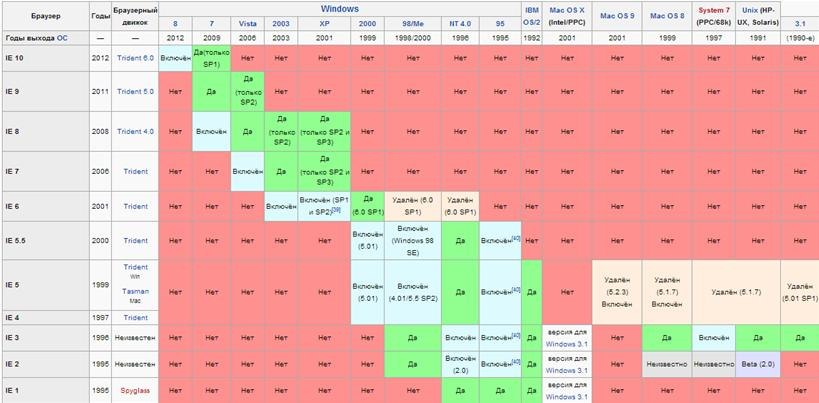 Браузер Годы Браузерный движок Windows IBM OS/2 Mac OS X (Intel/PPC) Mac OS 9 Mac OS 8 System 7 (PPC/68k) Unix (HP-UX, Solaris)
8 7 Vista 2003 XP 2000 98/Me NT 4.0 95 3.1
Годы выхода ОС — — 2012 2009 2006 2003 2001 1999 1998/2000 1996 1995 1992 2001 2001 1999 1997 1991 (1990-е)
IE 10 2012 Trident 6.0 Включён Да(только SP1) Нет Нет Нет Нет Нет Нет Нет Нет Нет Нет Нет Нет Нет Нет
IE 9 2011 Trident 5.0 Нет Да Да (только SP2) Нет Нет Нет Нет Нет Нет Нет Нет Нет Нет Нет Нет Нет
IE 8 2008 Trident 4.0 Нет Включён Да Да (только SP2) Да (только SP2 и SP3) Нет Нет Нет Нет Нет Нет Нет Нет Нет Нет Нет
IE 7 2006 Trident Нет Нет Включён Да Да (только SP2 и SP3) Нет Нет Нет Нет Нет Нет Нет Нет Нет Нет Нет
IE 6 2001 Trident Нет Нет Нет Включён Включён (SP1 и SP2)[39] Да (6.0 SP1) Удалён (6.0 SP1) Удалён (6.0 SP1) Нет Нет Нет Нет Нет Нет Нет Нет
IE 5.5 2000 Trident Нет Нет Нет Нет Нет Включён (5.01) Включён (Windows 98 SE) Да Включён[40] Нет Нет Нет Нет Нет Нет Нет
IE 5 1999 Trident Win Tasman Mac Нет Нет Нет Нет Нет Включён (5.01) Включён (4.01/5.5 SP2) Да Включён[40] Да Нет Удалён (5.2.3) Включён Удалён (5.1.7) Включён Удалён (5.1.7) Удалён (5.01 SP1)
IE 4 1997 Trident
IE 3 1996 Неизвестен Нет Нет Нет Нет Нет Нет Да Включён Включён[40] Да версия для Windows 3.1 Нет Да Включён Да Да
IE 2 1995 Неизвестен Нет Нет Нет Нет Нет Нет Да Включён (2.0) Включён[40] Да версия для Windows 3.1 Нет Неизвестно Неизвестно Beta (2.0) Нет
IE 1 1995 Spyglass Нет Нет Нет Нет Нет Нет Нет Да Да Да версия для Windows 3.1 Нет Нет Нет Нет Нет